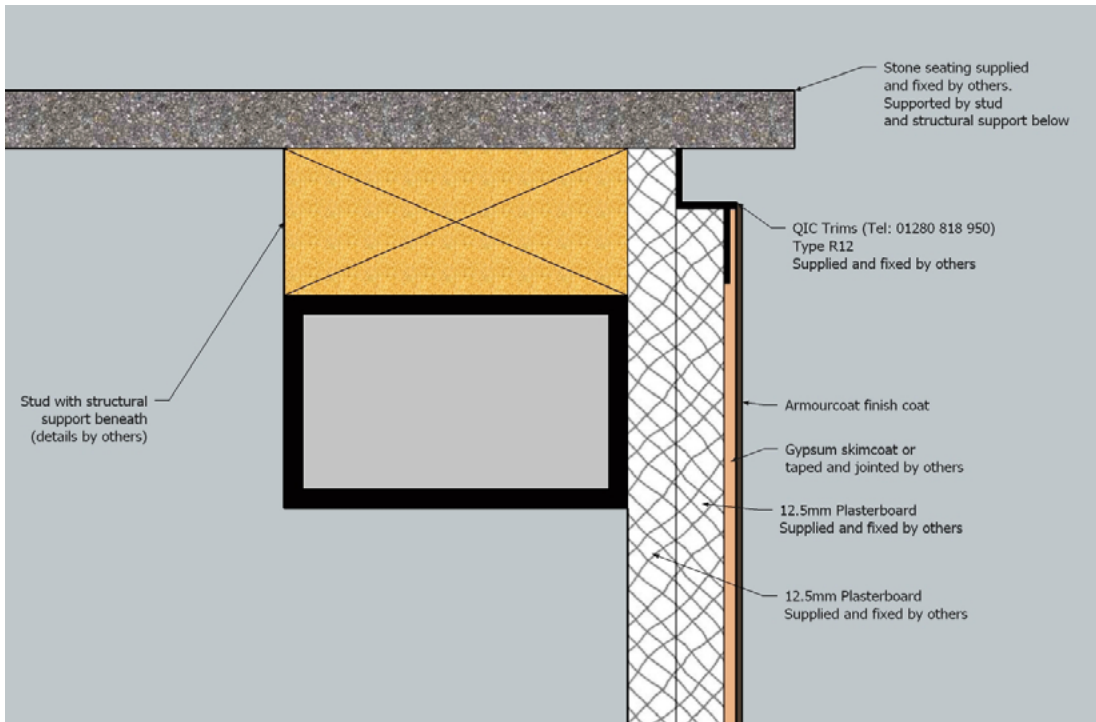 Stone seating supplied
and fixed by others.
Supported by stud
and structural support below
QIC Trims (Tel: 01280 818 950)
Type R12
Supplied and fixed by others
Stud with structural
support beneath
(details by others)
Armourcoat finish coat
Gypsum skimcoat or
taped and jointed by others
12.5mm Plasterboard
Supplied and fixed by others
12.5mm Plasterboard
Supplied and fixed by others